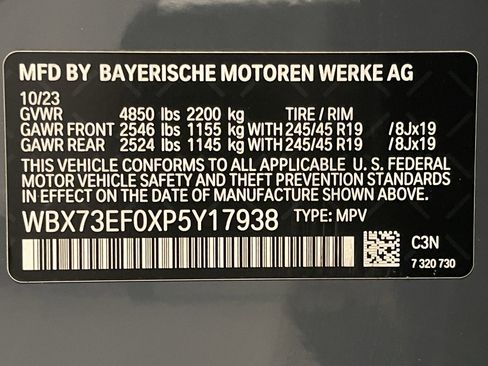 MFD BY BAYERISCHE MOTOREN WERKE AG
10/23
GVWR 4850 lbs 2200 kg TIRE / RIM
GAWR FRONT 2546 lbs 1155 kg WITH 245/45 R19 /8Jx19
GAWR REAR 2524 lbs 1145 kg WITH 245/45 R19 /8Jx19
THIS VEHICLE CONFORMS TO ALL APPLICABLE U. S. FEDERAL
MOTOR VEHICLE SAFETY AND THEFT PREVENTION STANDARDS
IN EFFECT ON THE DATE OF MANUFACTURE SHOWN ABOVE.
WBX73EF0XP5Y17938 TYPE: MPV
C3N
7 320 730